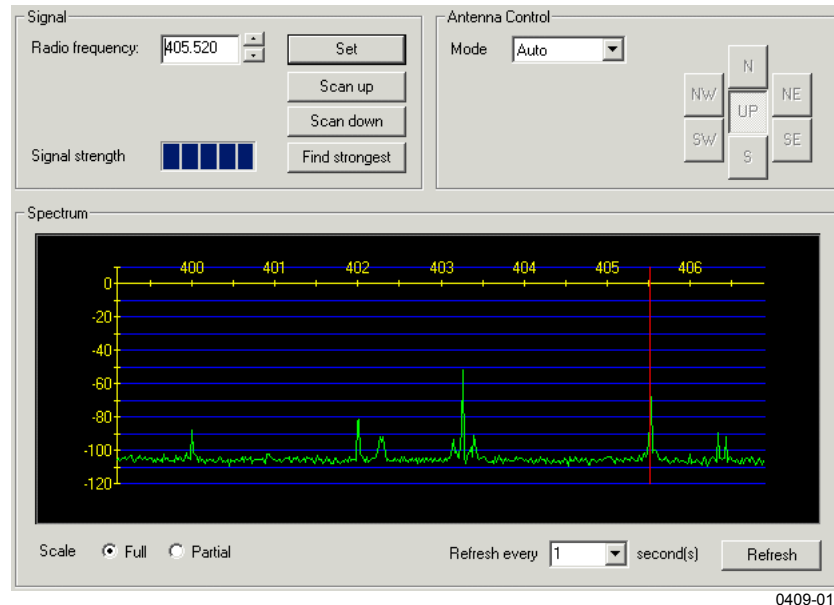 Signal
Radio frequency: 405.520
Set
Scan up
Scan down
Signal strength
Find strongest
Antenna Control
Mode Auto
N
NW
NE
UP
SW
SE
S
Spectrum
400 401 402 403 404 405 406
0
-20
-40
-60
-80
-100
-120
Scale Full Partial
Refresh every 1 second(s) Refresh
0409-01